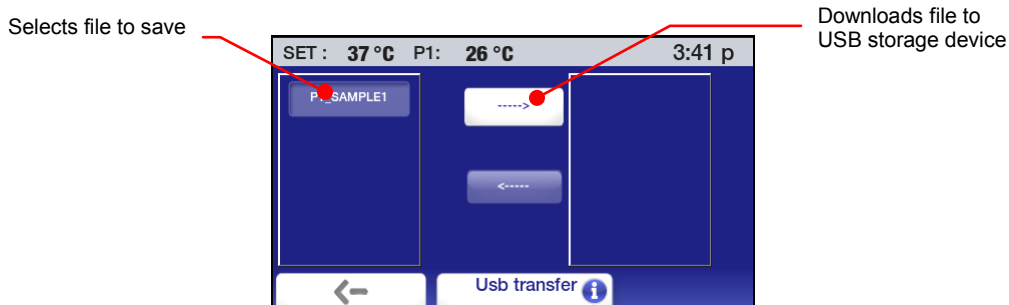 Selects file to save
Downloads file to
USB storage device
SET : 37 °C P1: 26 °C 3:41 p
P1_SAMPLE1
----->
<-----
Usb transfer